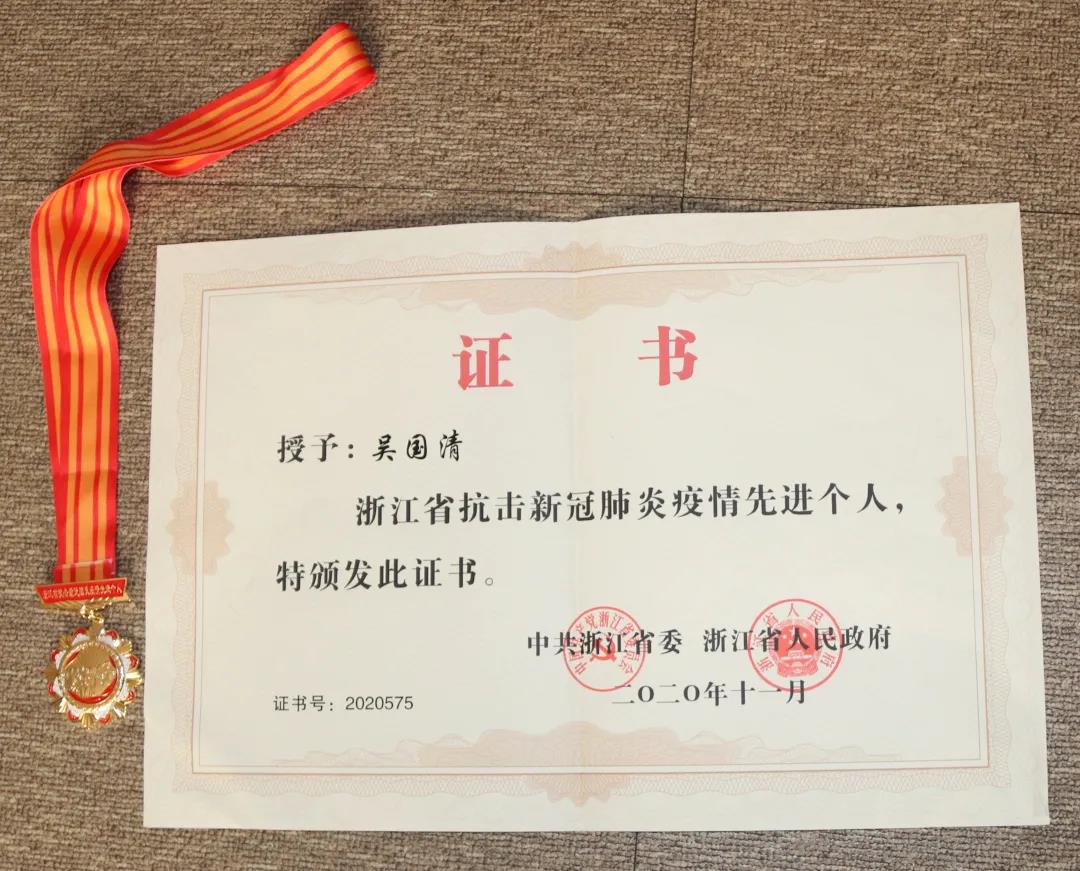 证书
授予：吴国清
浙江省抗击新冠肺炎疫情先进个人，
特颁发此证书。
中共浙江省委 浙江省人民政府
二〇二〇年十一月
证书号：2020575